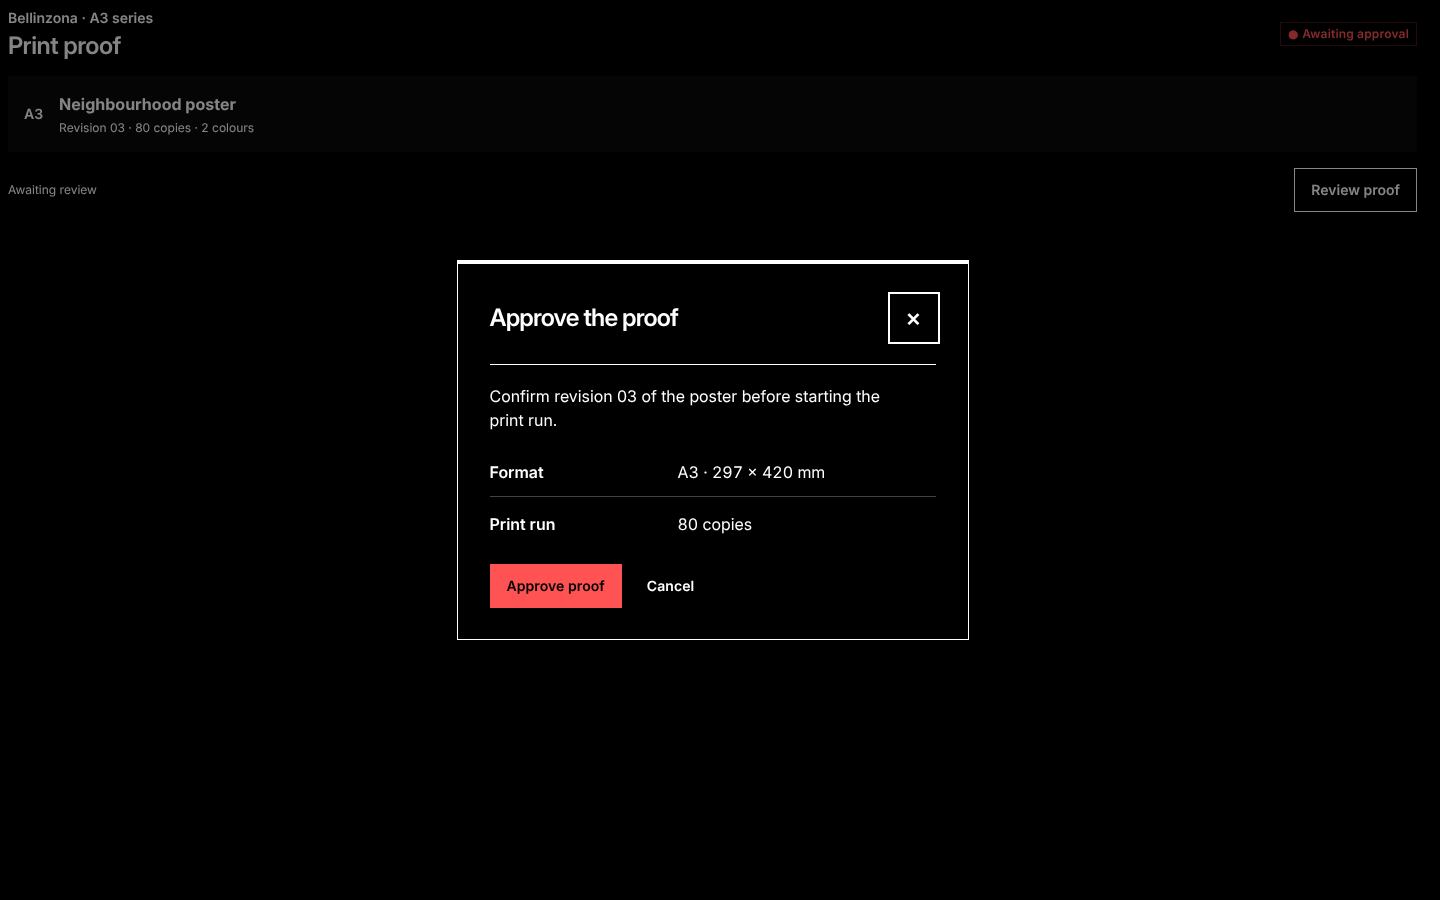 Bellinzona · A3 series
Print proof
Awaiting approval
A3
Neighbourhood poster
Revision 03 · 80 copies · 2 colours
Awaiting review
Review proof
Approve the proof
×
Confirm revision 03 of the poster before starting the
print run.
Format A3 · 297 × 420 mm
Print run 80 copies
Approve proof Cancel